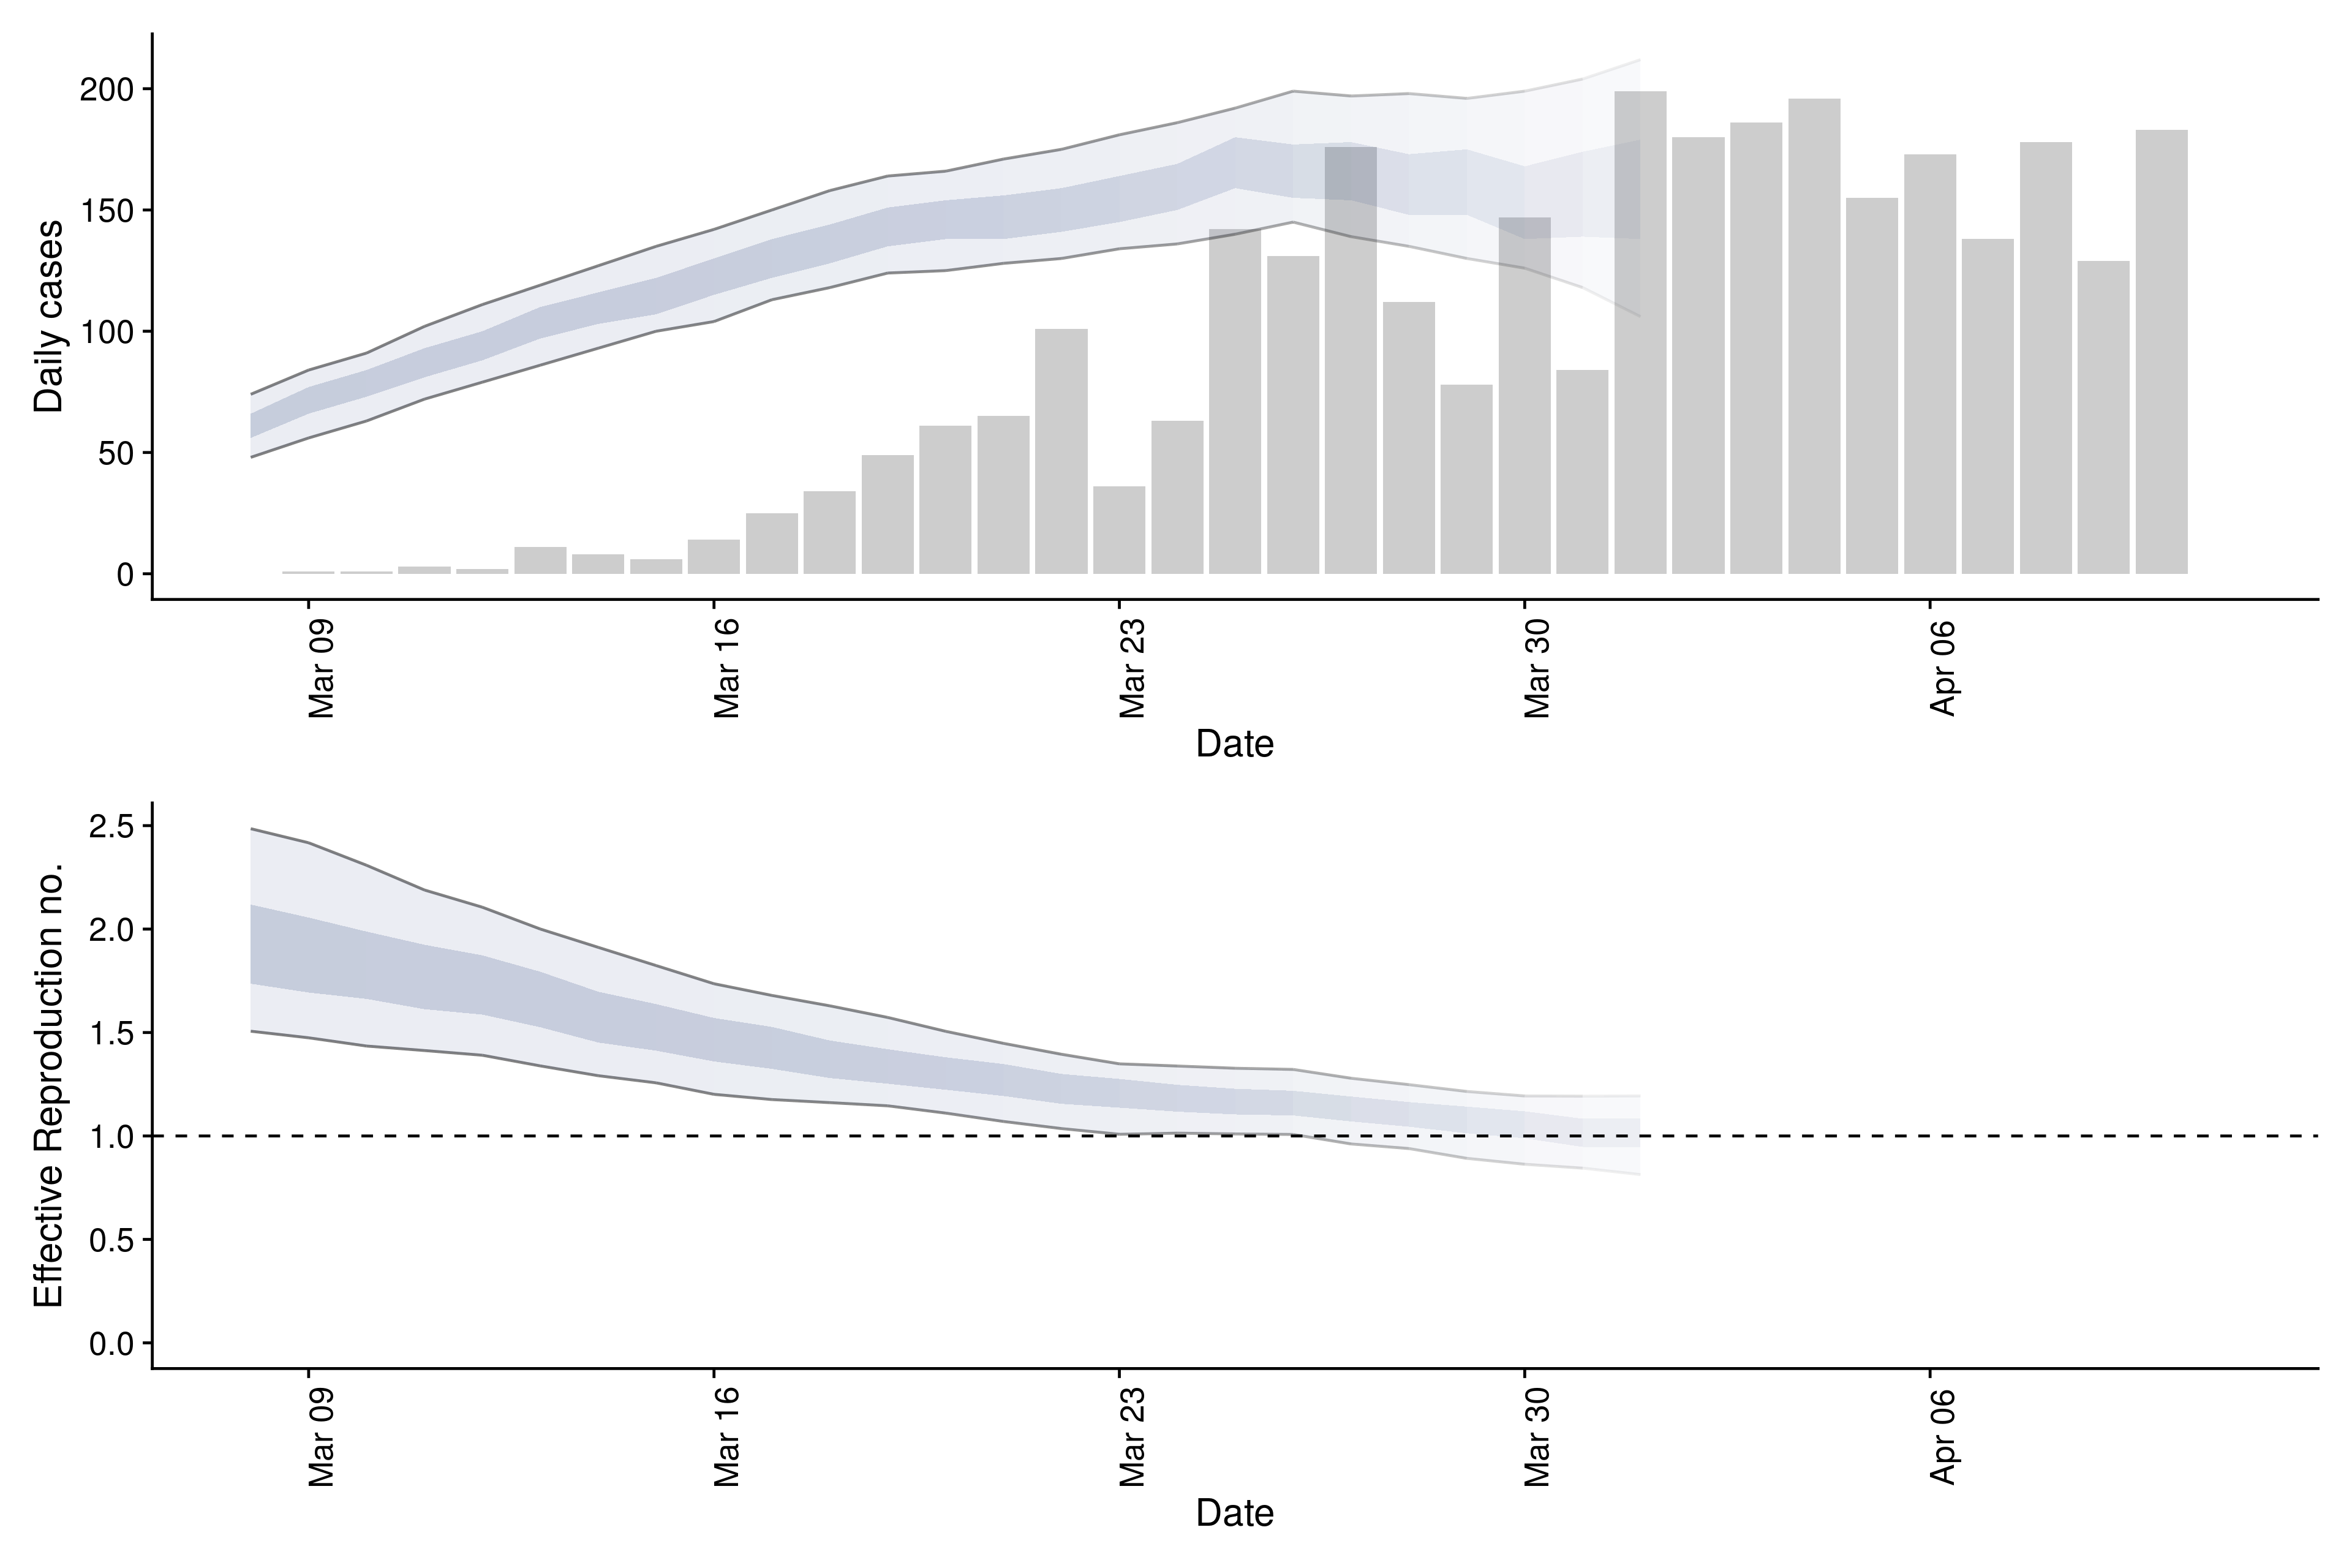 Daily cases
200
150
100
50
0
Mar 09
Mar 16
Mar 23
Mar 30
Apr 06
Date
Effective Reproduction no.
2.5
2.0
1.5
1.0
0.5
0.0
Mar 09
Mar 16
Mar 23
Mar 30
Apr 06
Date